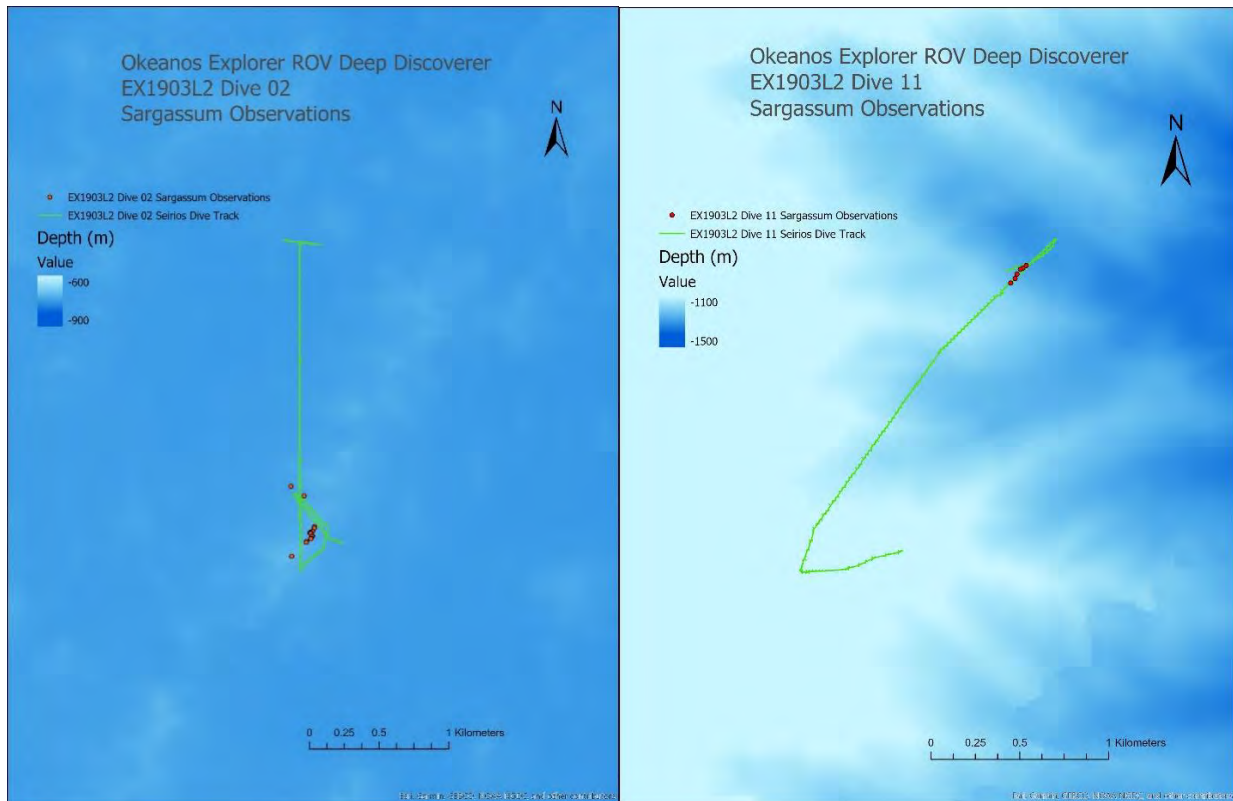 Okeanos Explorer ROV Deep Discoverer
EX1903L2 Dive 02
Sargassum Observations
N
EX1903L2 Dive 02 Sargassum Observations
EX1903L2 Dive 02 Seirios Dive Track
Depth (m)
Value
-600
-900
0 0.25 0.5 1 Kilometers
Okeanos Explorer ROV Deep Discoverer
EX1903L2 Dive 11
Sargassum Observations
N
EX1903L2 Dive 11 Sargassum Observations
EX1903L2 Dive 11 Seirios Dive Track
Depth (m)
Value
-1100
-1500
0 0.25 0.5 1 Kilometers